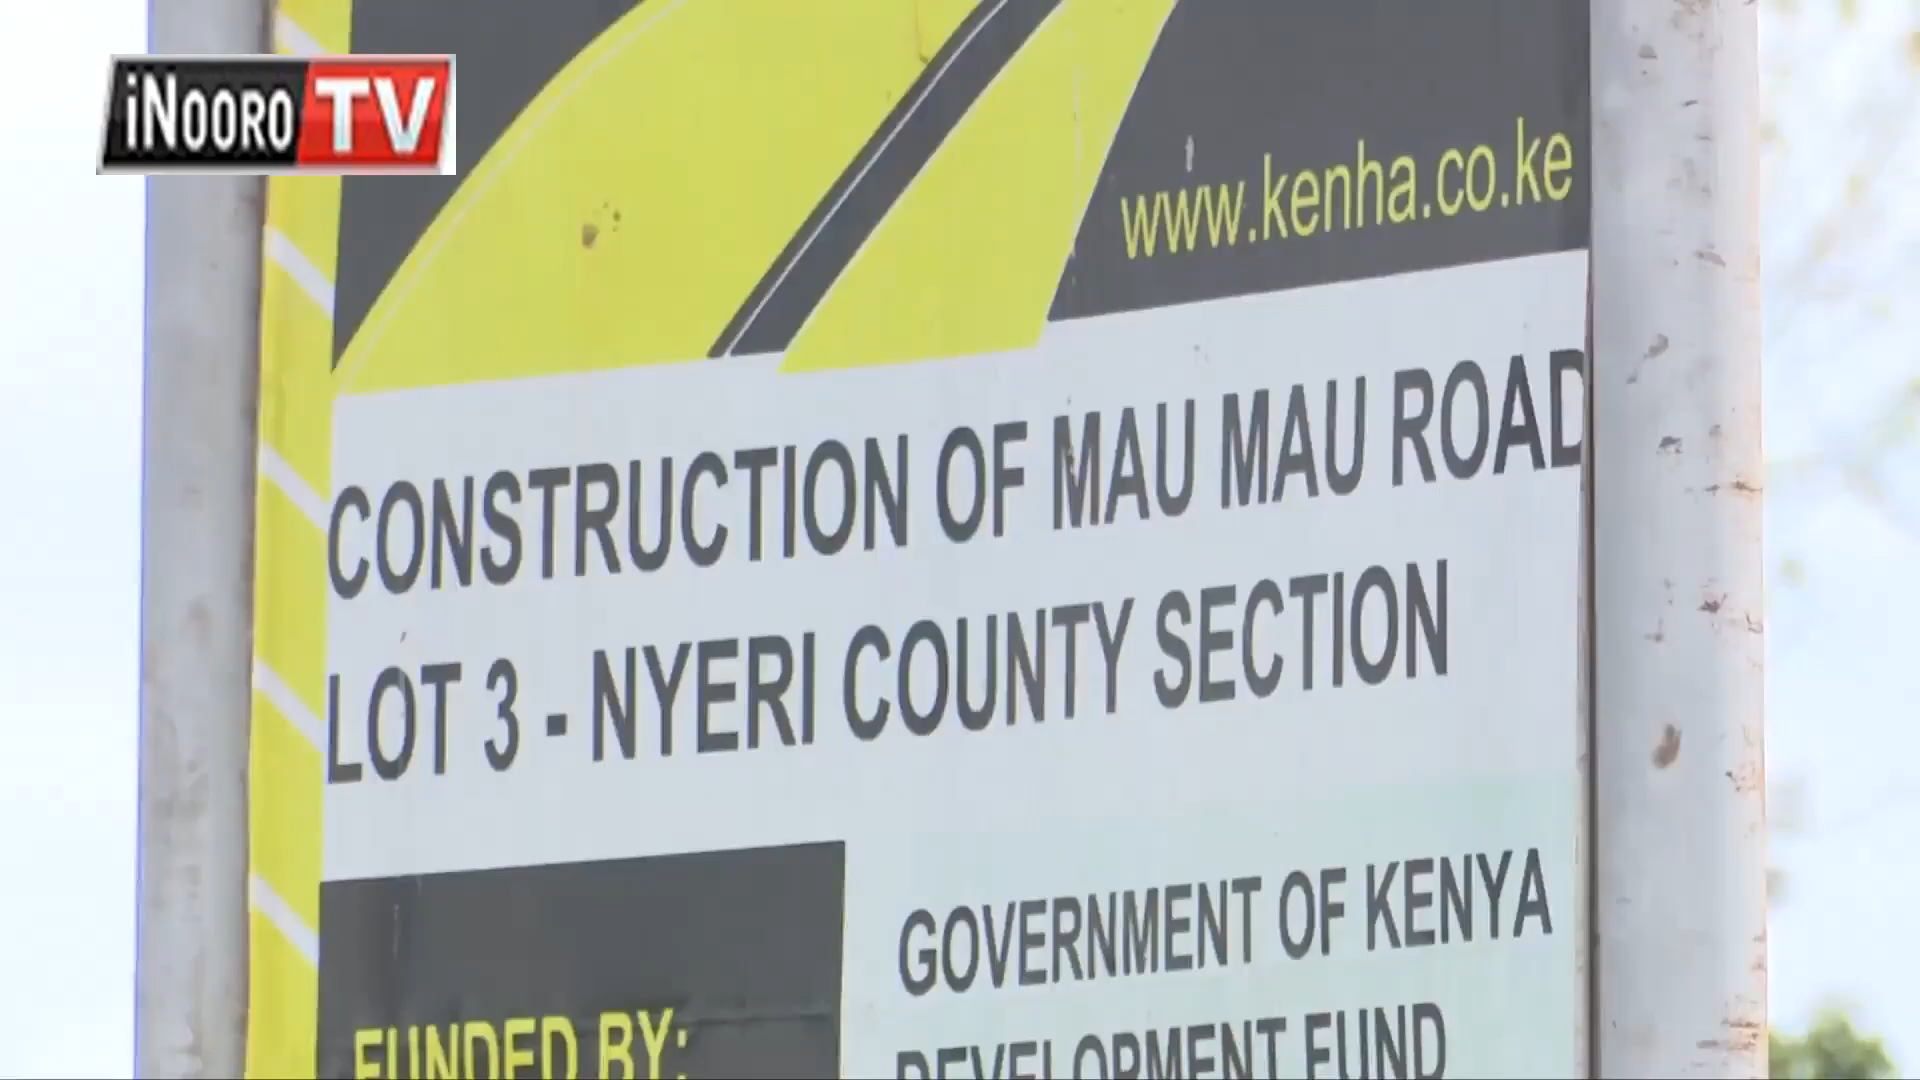 iNOORO TV
www.kenha.co.ke
CONSTRUCTION OF MAU MAU ROAD
LOT 3 - NYERI COUNTY SECTION
GOVERNMENT OF KENYA
FUNDED BY:
DEVELOPMENT FUND